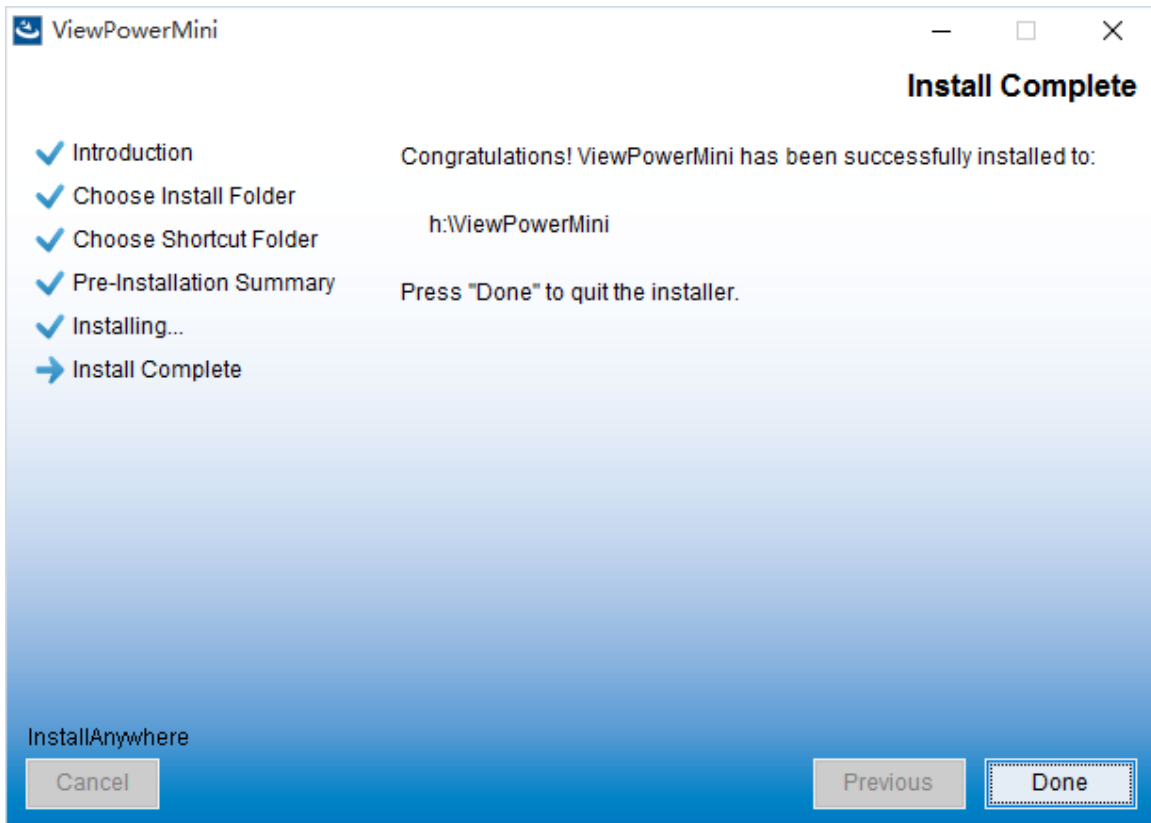 ViewPowerMini
Install Complete
Introduction
Choose Install Folder
Choose Shortcut Folder
Pre-Installation Summary
Installing...
Install Complete
Congratulations! ViewPowerMini has been successfully installed to:
h:\ViewPowerMini
Press "Done" to quit the installer.
InstallAnywhere
Cancel
Previous
Done